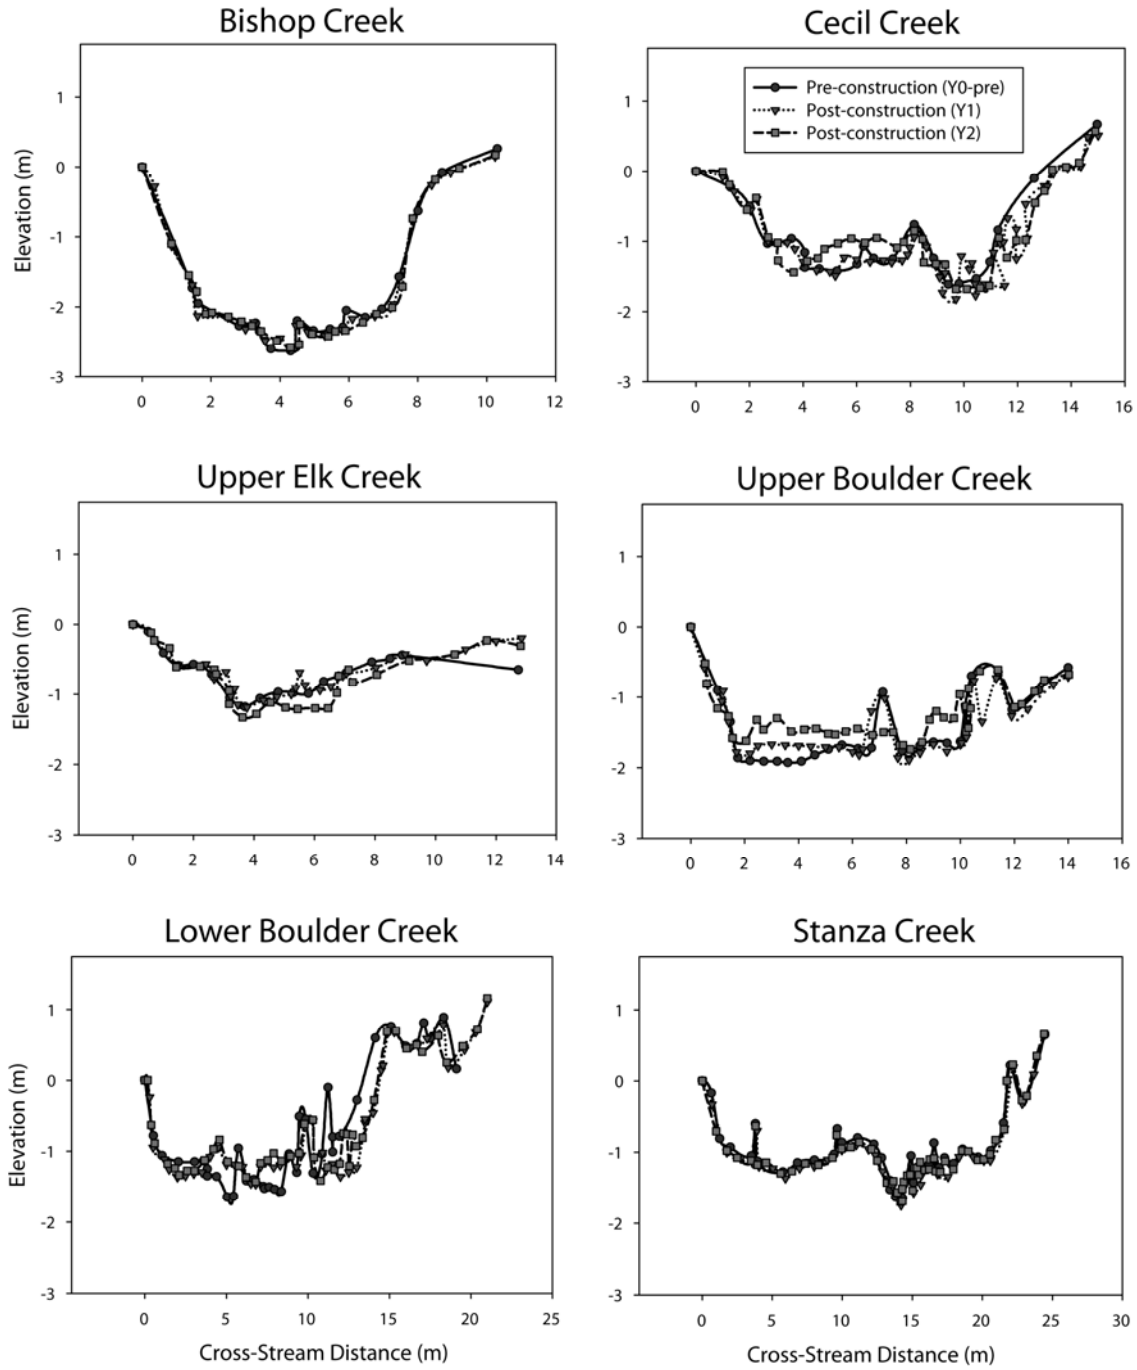 Bishop Creek
Cecil Creek
Elevation (m)
1
0
-1
-2
-3
0 2 4 6 8 10 12
Pre-construction (Y0-pre)
Post-construction (Y1)
Post-construction (Y2)
1
0
-1
-2
-3
0 2 4 6 8 10 12 14 16
Upper Elk Creek
Upper Boulder Creek
Elevation (m)
1
0
-1
-2
-3
0 2 4 6 8 10 12 14
1
0
-1
-2
-3
0 2 4 6 8 10 12 14 16
Lower Boulder Creek
Stanza Creek
Elevation (m)
1
0
-1
-2
-3
0 5 10 15 20 25
Cross-Stream Distance (m)
1
0
-1
-2
-3
0 5 10 15 20 25 30
Cross-Stream Distance (m)